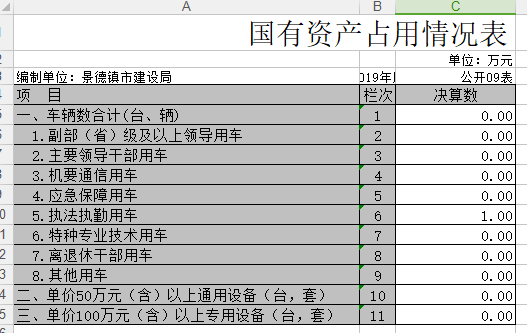 A B C
国有资产占用情况表
单位: 万元
编制单位: 景德镇市建设局 019年 公开09表
项 目 栏次 决算数
一、车辆数合计(台、辆) 1 0.00
1.副部（省）级及以上领导用车 2 0.00
2.主要领导干部用车 3 0.00
3.机要通信用车 4 0.00
4.应急保障用车 5 0.00
5.执法执勤用车 6 1.00
6.特种专业技术用车 7 0.00
7.离退休干部用车 8 0.00
8.其他用车 9 0.00
二、单价50万元（含）以上通用设备（台，套） 10 0.00
三、单价100万元（含）以上专用设备（台，套） 11 0.00